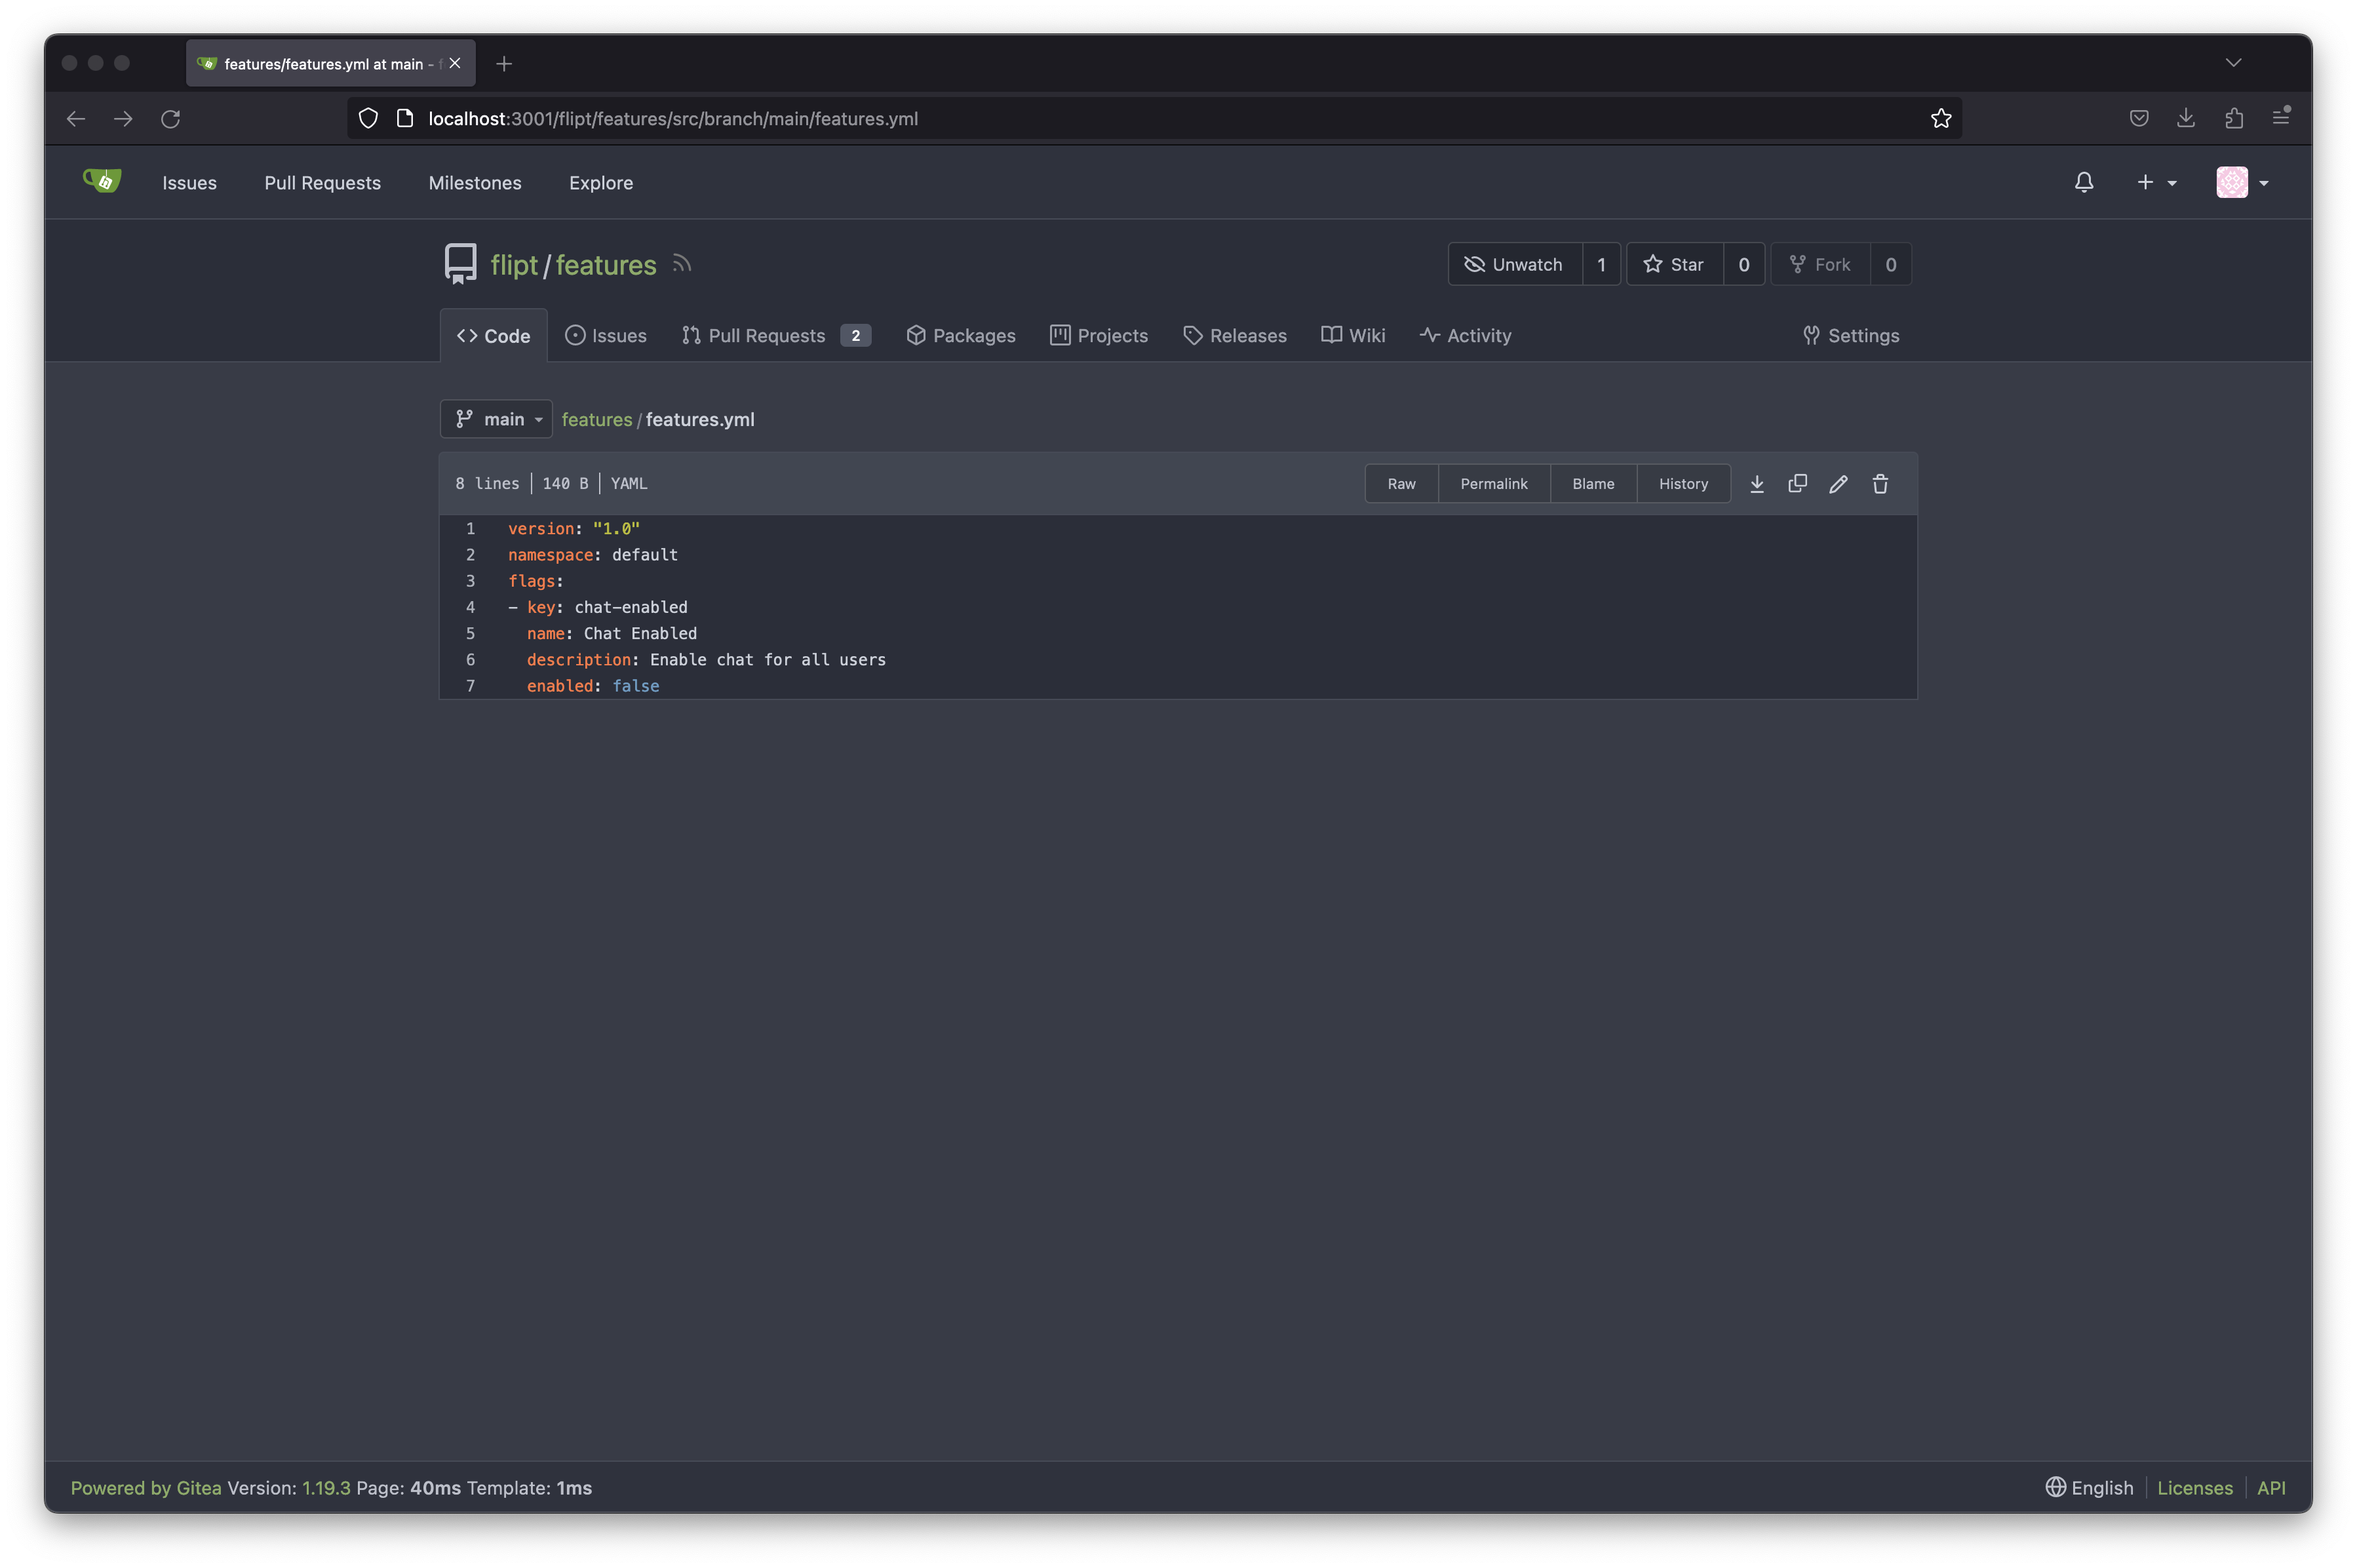 features/features.yml at main -
localhost:3001/flipt/features/src/branch/main/features.yml
Issues Pull Requests Milestones Explore
flipt/features Unwatch 1 Star 0 Fork 0
Code Issues Pull Requests 2 Packages Projects Releases Wiki Activity Settings
main features/features.yml
8 lines 140 B YAML Raw Permalink Blame History
1 version: "1.0"
2 namespace: default
3 flags:
4 - key: chat-enabled
5 name: Chat Enabled
6 description: Enable chat for all users
7 enabled: false
Powered by Gitea Version: 1.19.3 Page: 40ms Template: 1ms English Licenses API